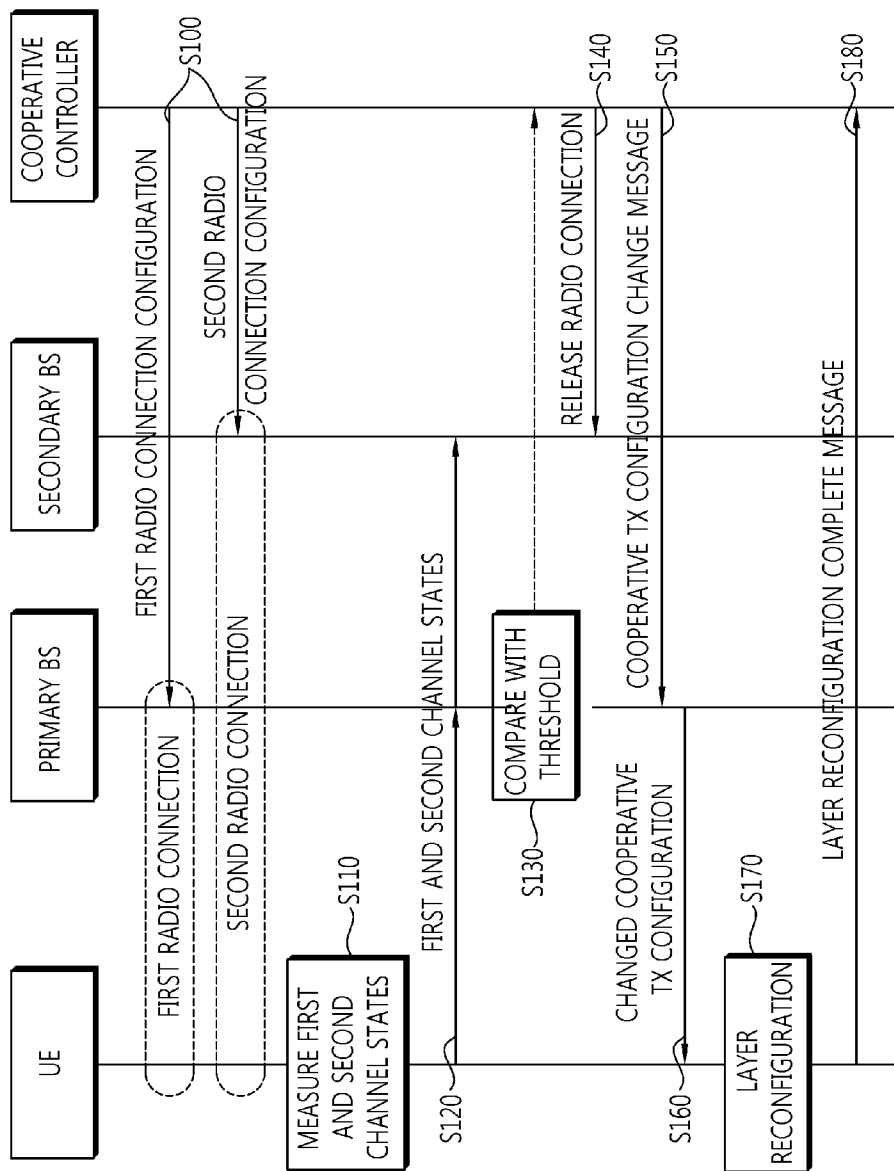 UE
PRIMARY BS
SECONDARY BS
COOPERATIVE
CONTROLLER
FIRST RADIO CONNECTION CONFIGURATION
S100
FIRST RADIO CONNECTION
SECOND RADIO
CONNECTION CONFIGURATION
SECOND RADIO CONNECTION
MEASURE FIRST
AND SECOND
CHANNEL STATES
S110
FIRST AND SECOND CHANNEL STATES
S120
COMPARE WITH
THRESHOLD
S130
RELEASE RADIO CONNECTION
S140
COOPERATIVE TX CONFIGURATION CHANGE MESSAGE
S150
CHANGED COOPERATIVE
TX CONFIGURATION
S160
LAYER
RECONFIGURATION
S170
LAYER RECONFIGURATION COMPLETE MESSAGE
S180